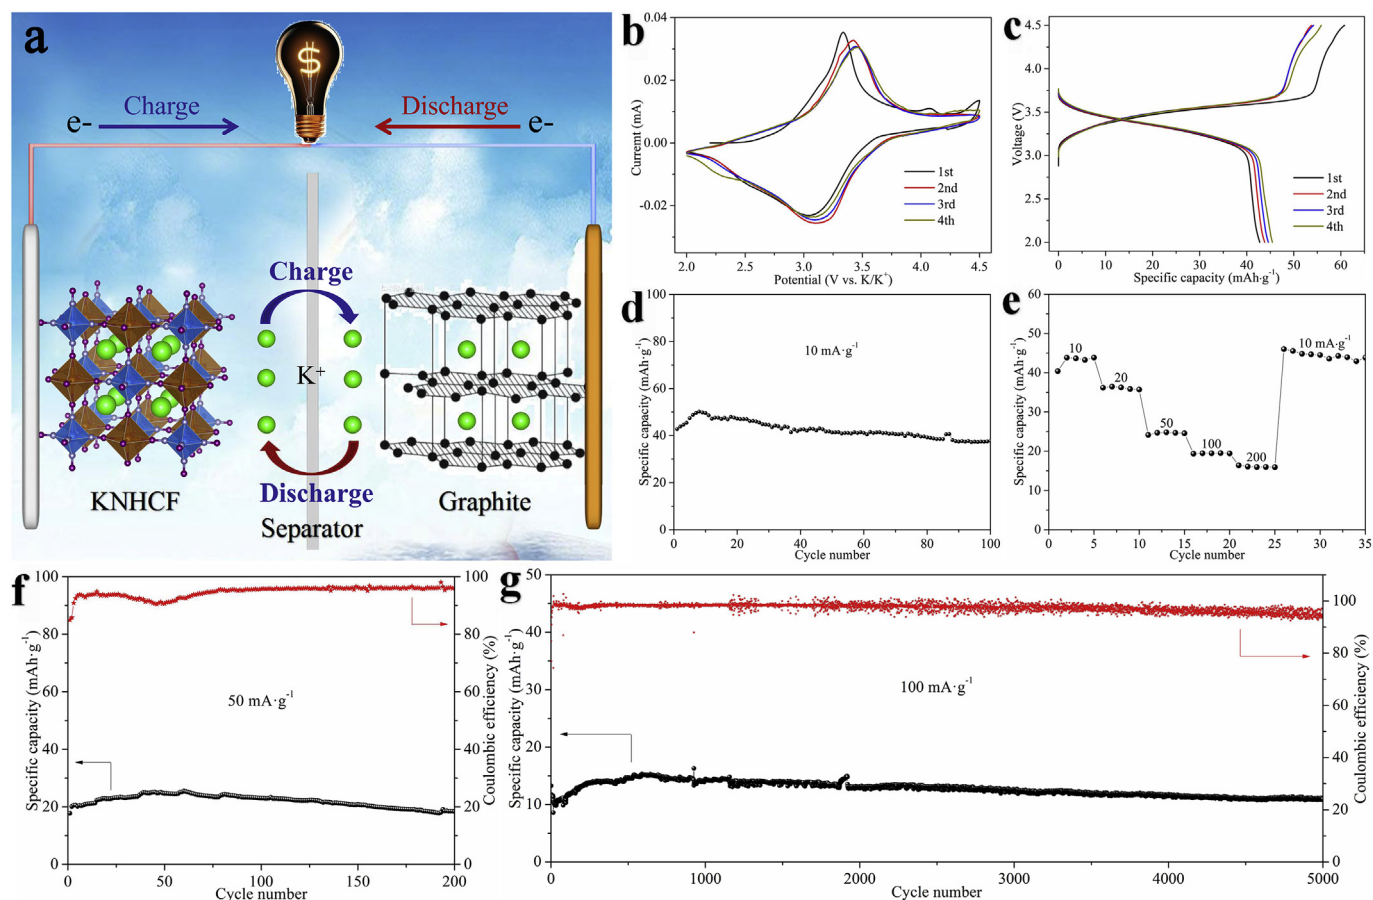 a
$
Charge
Discharge
e-
e-
Charge
K+
Discharge
KNHCF
Separator
Graphite
b
0.04
0.02
0.00
-0.02
Curremt (mA)
1st
2nd
3rd
4th
2.0 2.5 3.0 3.5 4.0 4.5
Potential (V vs. K/K+)
c
4.5
4.0
3.5
3.0
2.5
2.0
Voltage (V)
1st
2nd
3rd
4th
0 10 20 30 40 50 60
Specific capacity (mAh·g-1)
d
100
80
60
40
20
0
Specific capacity (mAh·g-1)
10 mA·g-1
0 20 40 60 80 100
Cycle number
e
60
50
40
30
20
10
0
Specific capacity (mAh·g-1)
10
20
50
100
200
10 mA·g-1
0 5 10 15 20 25 30 35
Cycle number
f
100
80
60
40
20
0
Specific capacity (mAh·g-1)
50 mA·g-1
100
80
60
40
20
0
Coulombic efficiency (%)
0 50 100 150 200
Cycle number
g
50
40
30
20
10
0
Specific capacity (mAh·g-1)
100 mA·g-1
100
80
60
40
20
0
Coulombic efficiency (%)
0 1000 2000 3000 4000 5000
Cycle number